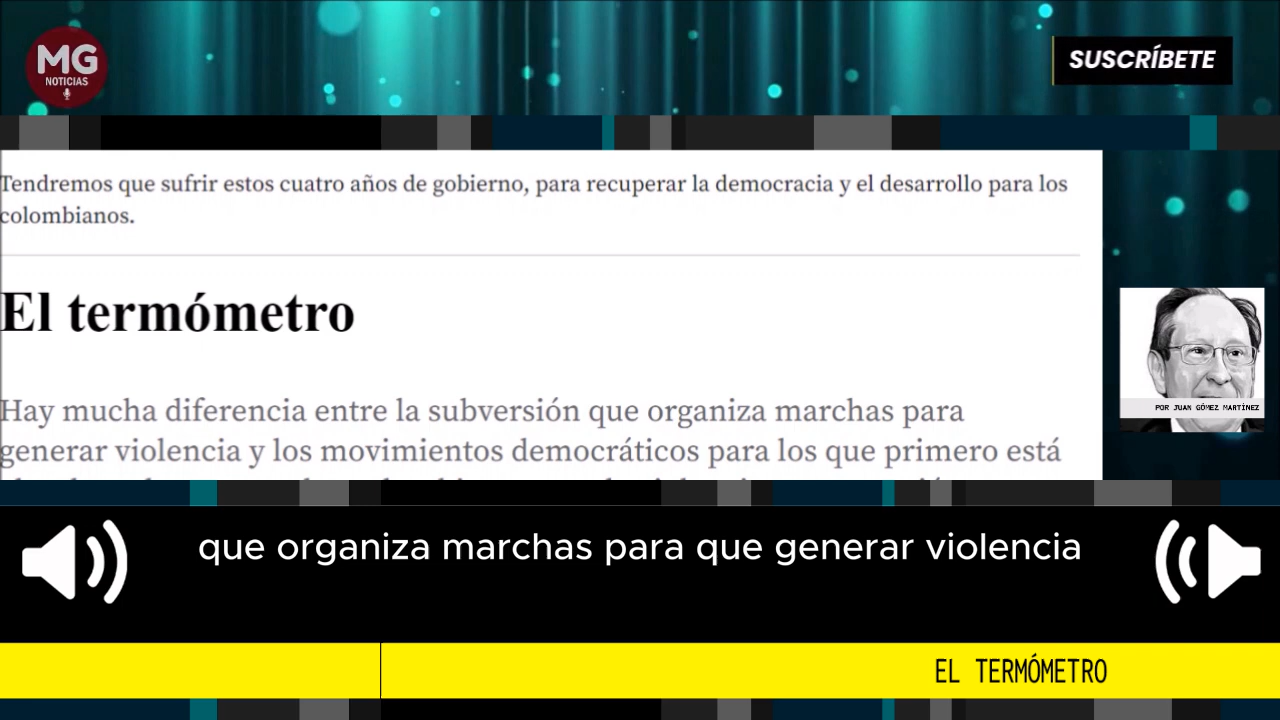 MG
NOTICIAS
SUSCRÍBETE
Tendremos que sufrir estos cuatro años de gobierno, para recuperar la democracia y el desarrollo para los
colombianos.
El termómetro
Hay mucha diferencia entre la subversión que organiza marchas para
generar violencia y los movimientos democráticos para los que primero está
POR JUAN GÓMEZ MARTÍNEZ
que organiza marchas para que generar violencia
EL TERMÓMETRO